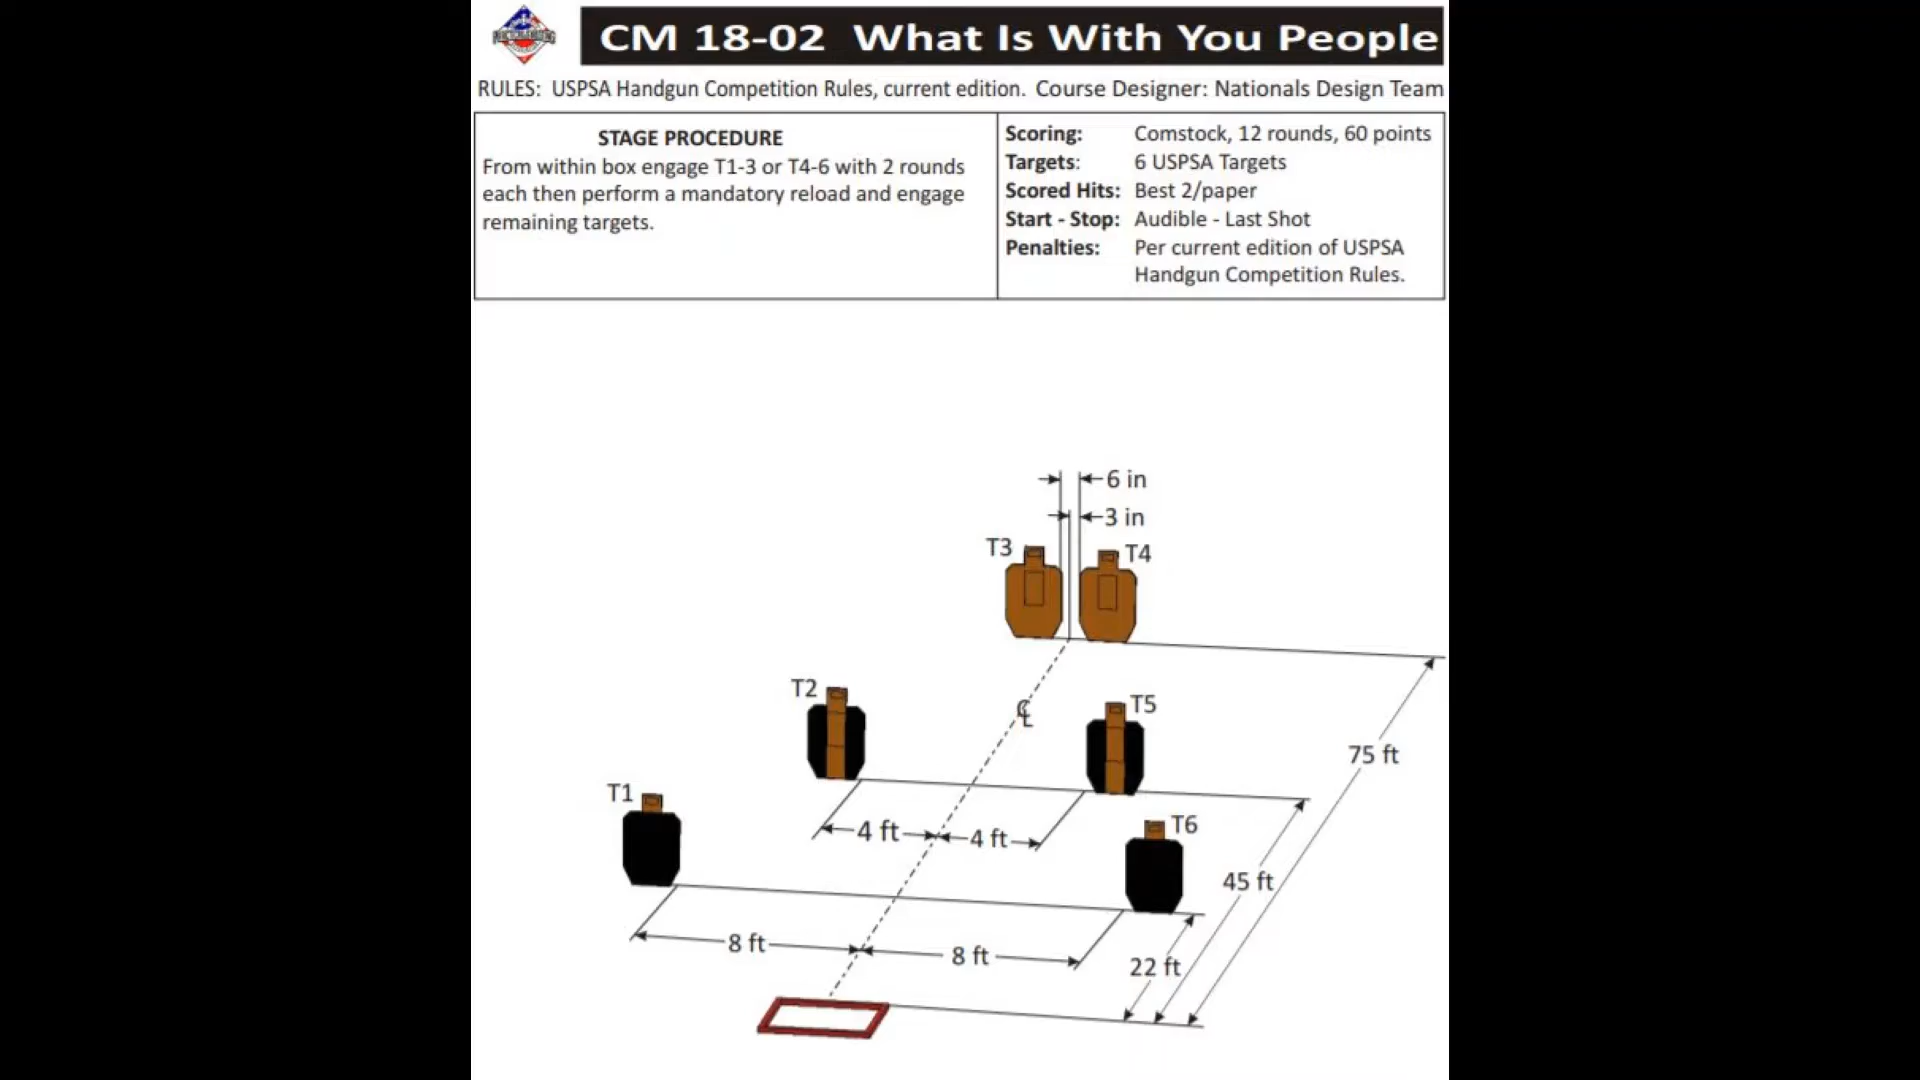 CM 18-02 What Is With You People
RULES: USPSA Handgun Competition Rules, current edition. Course Designer: Nationals Design Team
STAGE PROCEDURE
From within box engage T1-3 or T4-6 with 2 rounds
each then perform a mandatory reload and engage
remaining targets.
Scoring: Comstock, 12 rounds, 60 points
Targets: 6 USPSA Targets
Scored Hits: Best 2/paper
Start - Stop: Audible - Last Shot
Penalties: Per current edition of USPSA
Handgun Competition Rules.
6 in
3 in
T3
T4
T2
T5
CL
75 ft
T1
T6
4 ft
4 ft
45 ft
8 ft
8 ft
22 ft